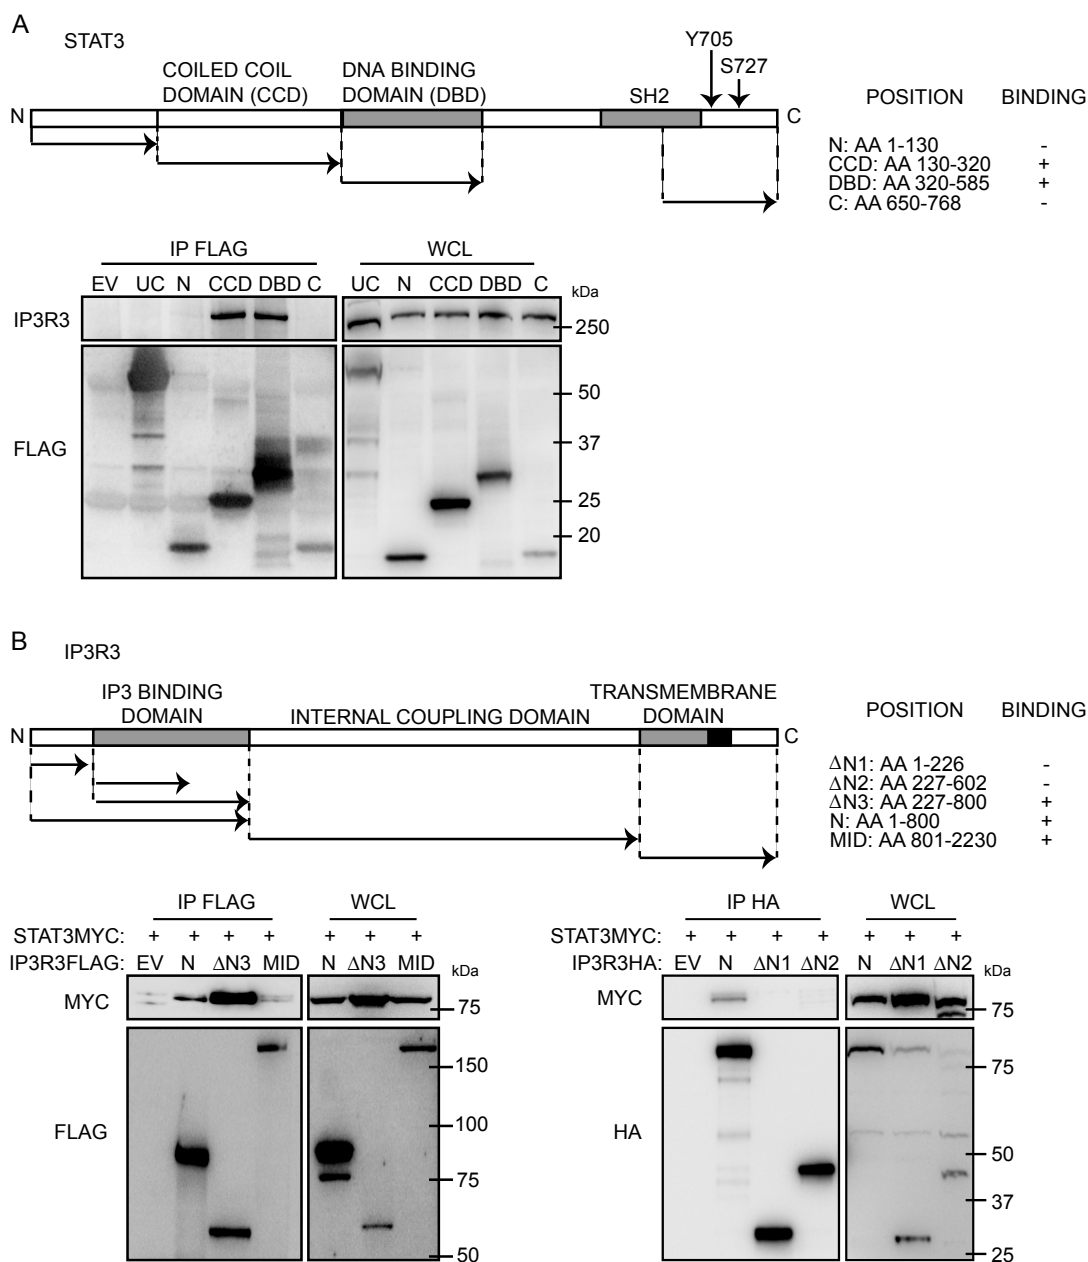 A
STAT3
Y705
S727
COILED COIL
DOMAIN (CCD)
DNA BINDING
DOMAIN (DBD)
SH2
N
C
POSITION BINDING
N: AA 1-130 -
CCD: AA 130-320 +
DBD: AA 320-585 +
C: AA 650-768 -
IP FLAG WCL
EV UC N CCD DBD C UC N CCD DBD C kDa
IP3R3
250
50
37
FLAG
25
20
B
IP3R3
IP3 BINDING
DOMAIN
INTERNAL COUPLING DOMAIN
TRANSMEMBRANE
DOMAIN
N
C
POSITION BINDING
ΔN1: AA 1-226 -
ΔN2: AA 227-602 -
ΔN3: AA 227-800 +
N: AA 1-800 +
MID: AA 801-2230 +
IP FLAG WCL
STAT3MYC: + + + + + + +
IP3R3FLAG: EV N ΔN3 MID N ΔN3 MID kDa
MYC
75
150
100
FLAG
75
50
IP HA WCL
STAT3MYC: + + + + + + +
IP3R3HA: EV N ΔN1 ΔN2 N ΔN1 ΔN2 kDa
MYC
75
75
HA
50
37
25